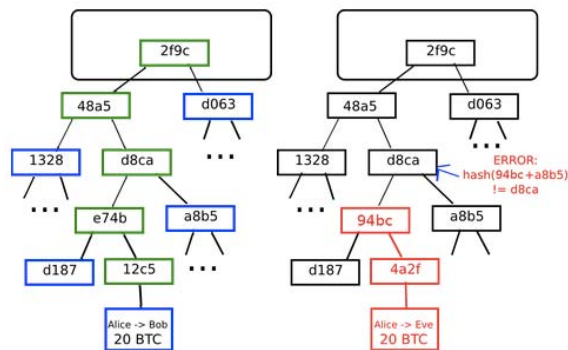 2f9c
48a5
d063
1328
d8ca
...
...
e74b
a8b5
d187
12c5
...
Alice -> Bob
20 BTC
2f9c
48a5
d063
1328
d8ca
...
ERROR:
hash(94bc+a8b5)
!= d8ca
...
94bc
a8b5
d187
4a2f
...
Alice -> Eve
20 BTC